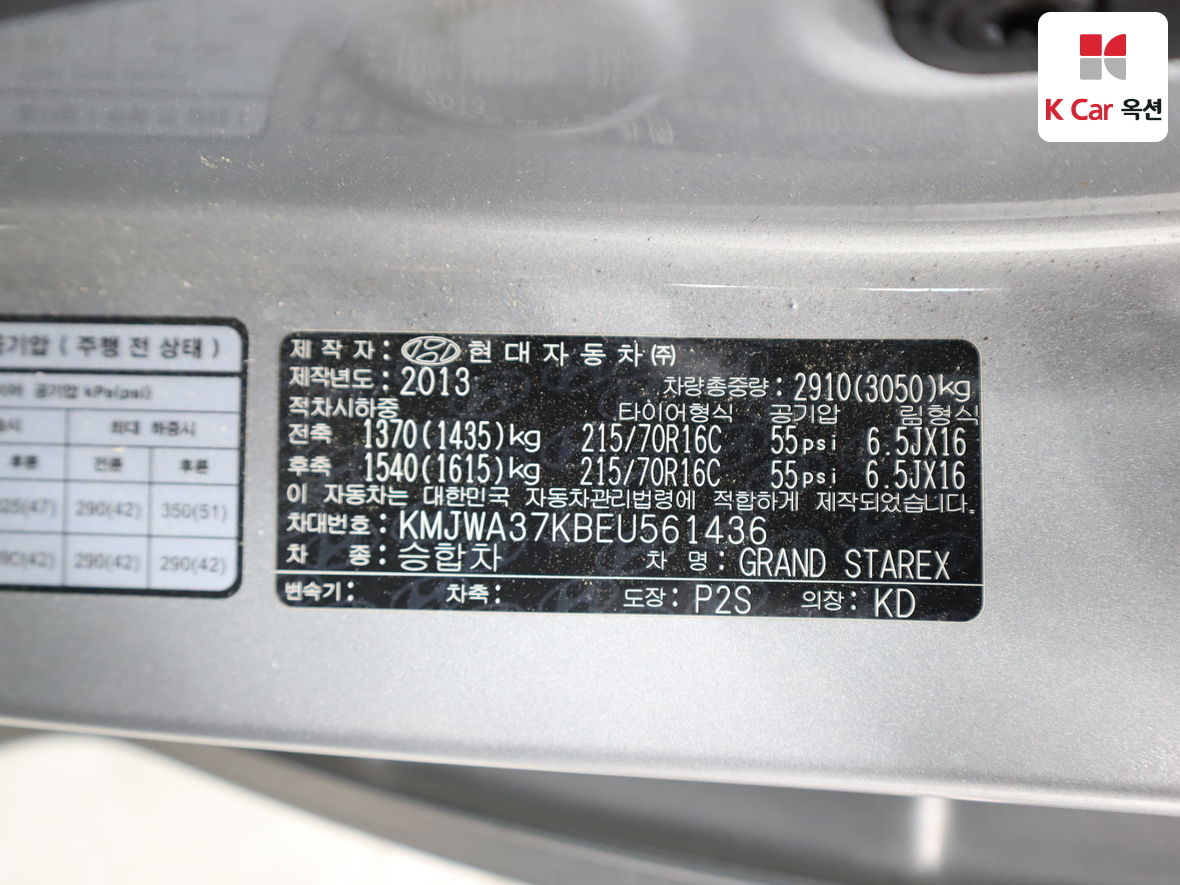 K Car 옥션
기압 ( 주행 전 상태 )
공기압 kPa(psi)
최대 하중시
후륜 전륜 후륜
290(42) 350(51)
290(42) 290(42)
제 작 자 : 현 대 자 동 차 ㈜
제작년도 : 2013 차량총중량 : 2910(3050)kg
적차시하중 타이어형식 공기압 림형식
전축 1370(1435)kg 215/70R16C 55psi 6.5JX16
후축 1540(1615)kg 215/70R16C 55psi 6.5JX16
이 자동차는 대한민국 자동차관리법령에 적합하게 제작되었습니다.
차대번호 : KMJWA37KBEU561436
차 종 : 승합차 차 명 : GRAND STAREX
변속기 : 차축 : 도장 : P2S 의장 : KD